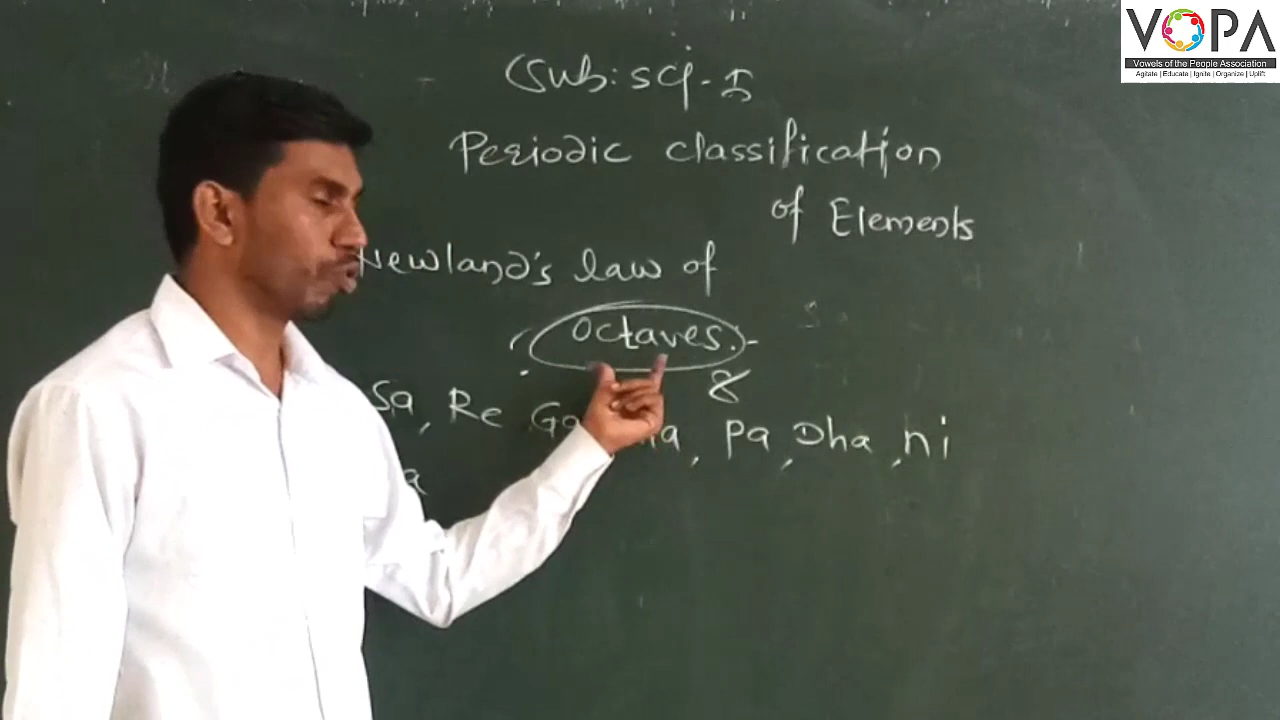 VOPA
Vowels of the People Association
Agitate | Educate | Ignite | Organize | Uplift
Sub: sci - I
Periodic classification
of Elements
Newland's law of
Octaves.-
8
Sa, Re Ga, Pa, Dha, ni